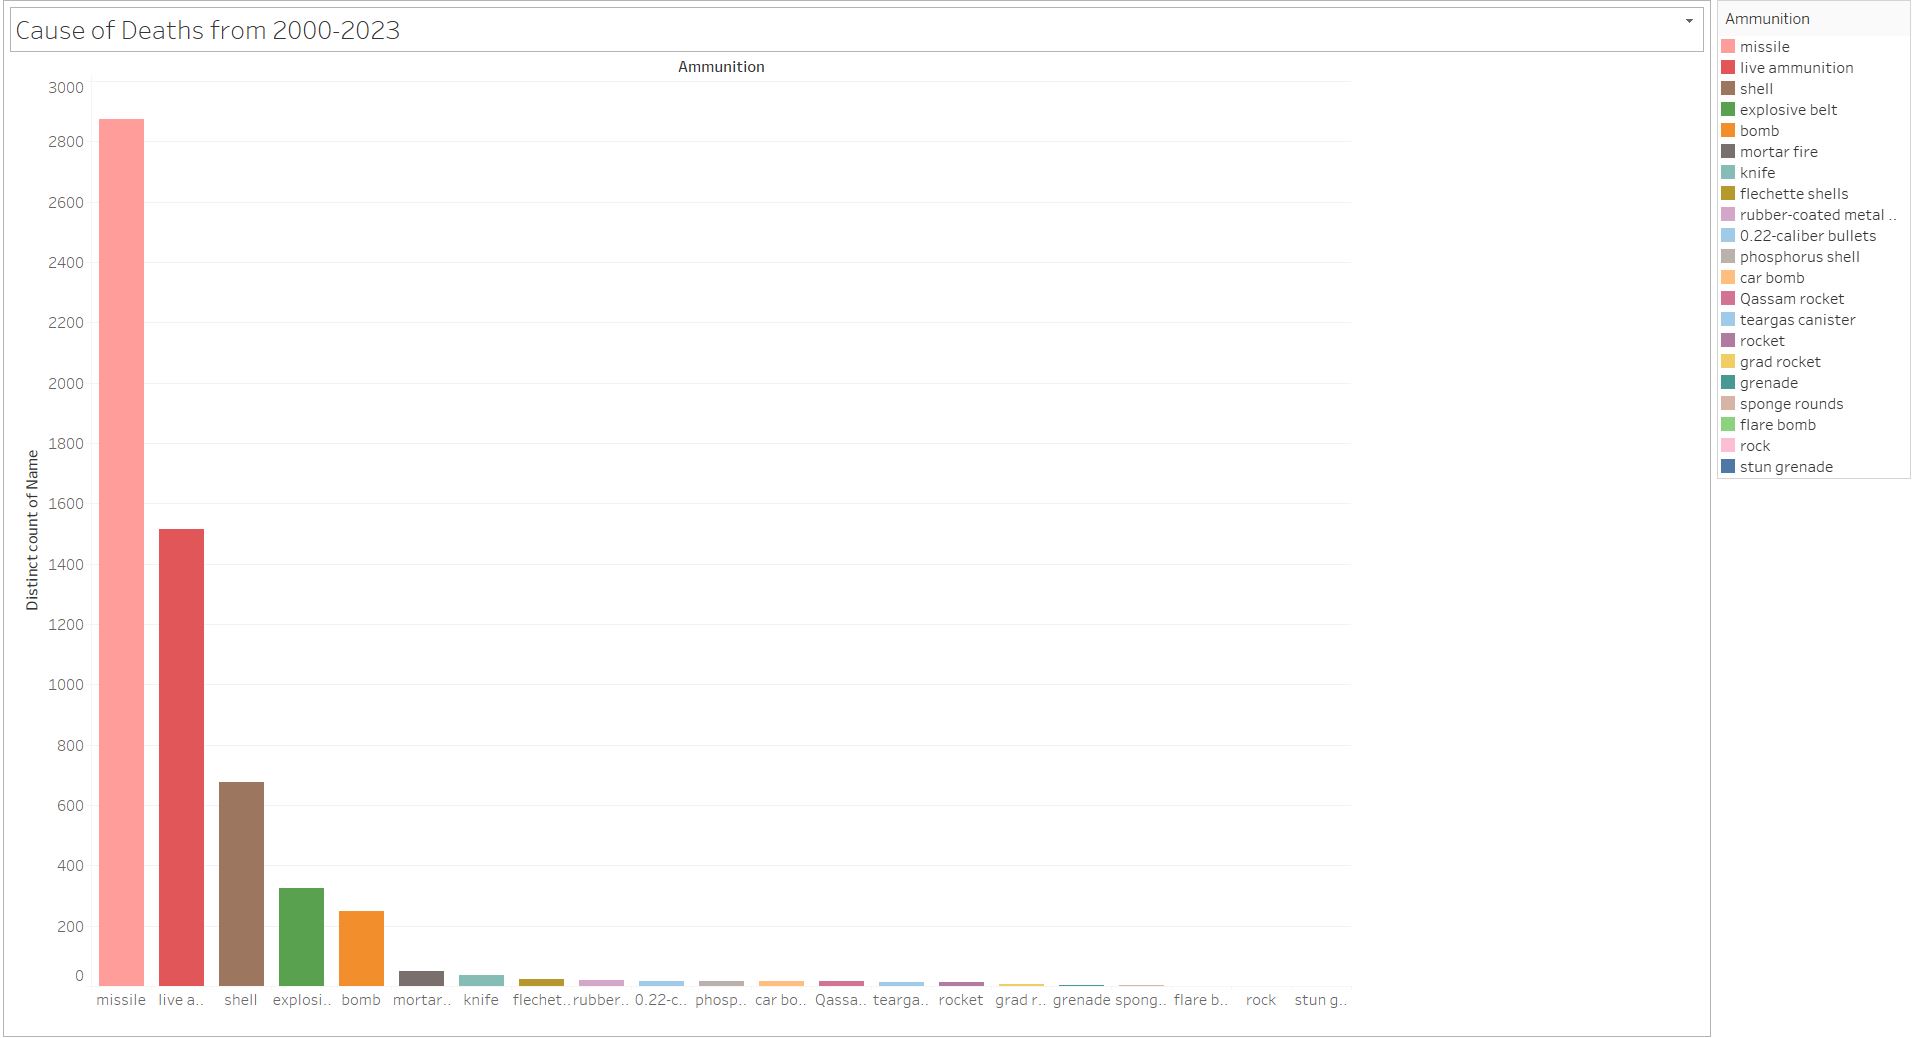 Cause of Deaths from 2000-2023
Ammunition
3000
2800
2600
2400
2200
2000
1800
1600
1400
1200
1000
800
600
400
200
0
Distinct count of Name
missile live a.. shell explosi.. bomb mortar.. knife flechet.. rubber.. 0.22-c.. phosp.. car bo.. Qassa.. tearga.. rocket grad r.. grenade spong.. flare b.. rock stun g..
Ammunition
missile
live ammunition
shell
explosive belt
bomb
mortar fire
knife
flechette shells
rubber-coated metal ..
0.22-caliber bullets
phosphorus shell
car bomb
Qassam rocket
teargas canister
rocket
grad rocket
grenade
sponge rounds
flare bomb
rock
stun grenade